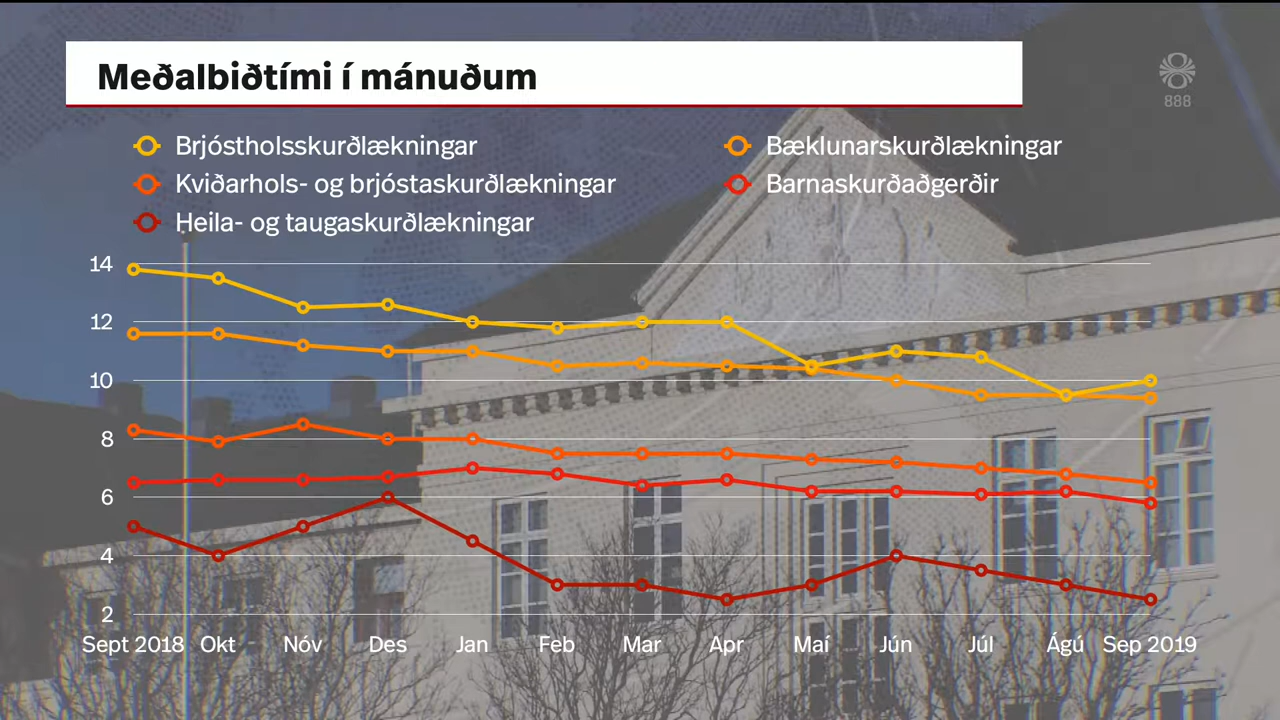 Meðalbiðtími í mánuðum
888
Brjóstholsskurðlækningar
Bæklunarskurðlækningar
Kviðarhols- og brjóstaskurðlækningar
Barnaskurðaðgerðir
Heila- og taugaskurðlækningar
14
12
10
8
6
4
2
Sept 2018 Okt Nóv Des Jan Feb Mar Apr Maí Jún Júl Ágú Sep 2019